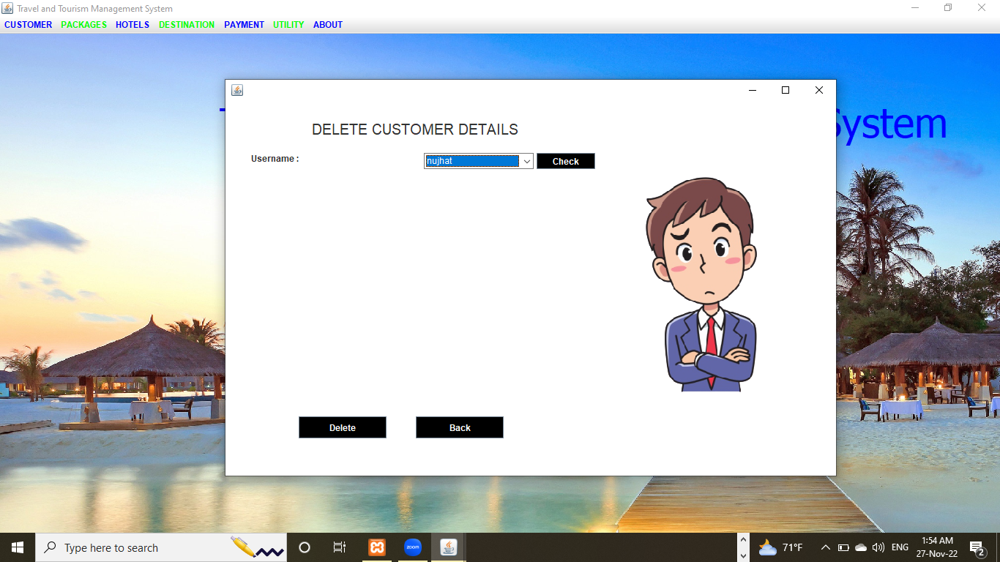 Travel and Tourism Management System
CUSTOMER PACKAGES HOTELS DESTINATION PAYMENT UTILITY ABOUT
System
DELETE CUSTOMER DETAILS
Username : nujhat Check
Delete Back
Type here to search
zoom
71°F
ENG
1:54 AM
27-Nov-22
2